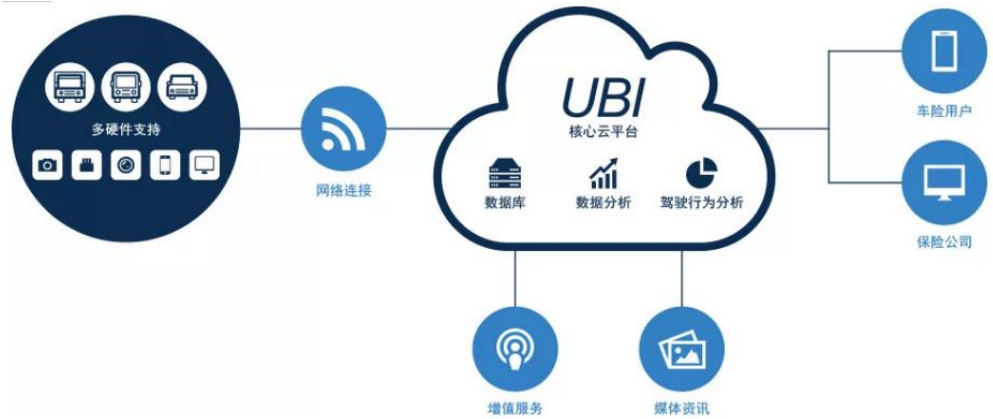 多硬件支持
网络连接
UBI
核心云平台
数据库
数据分析
驾驶行为分析
车险用户
保险公司
增值服务
媒体资讯